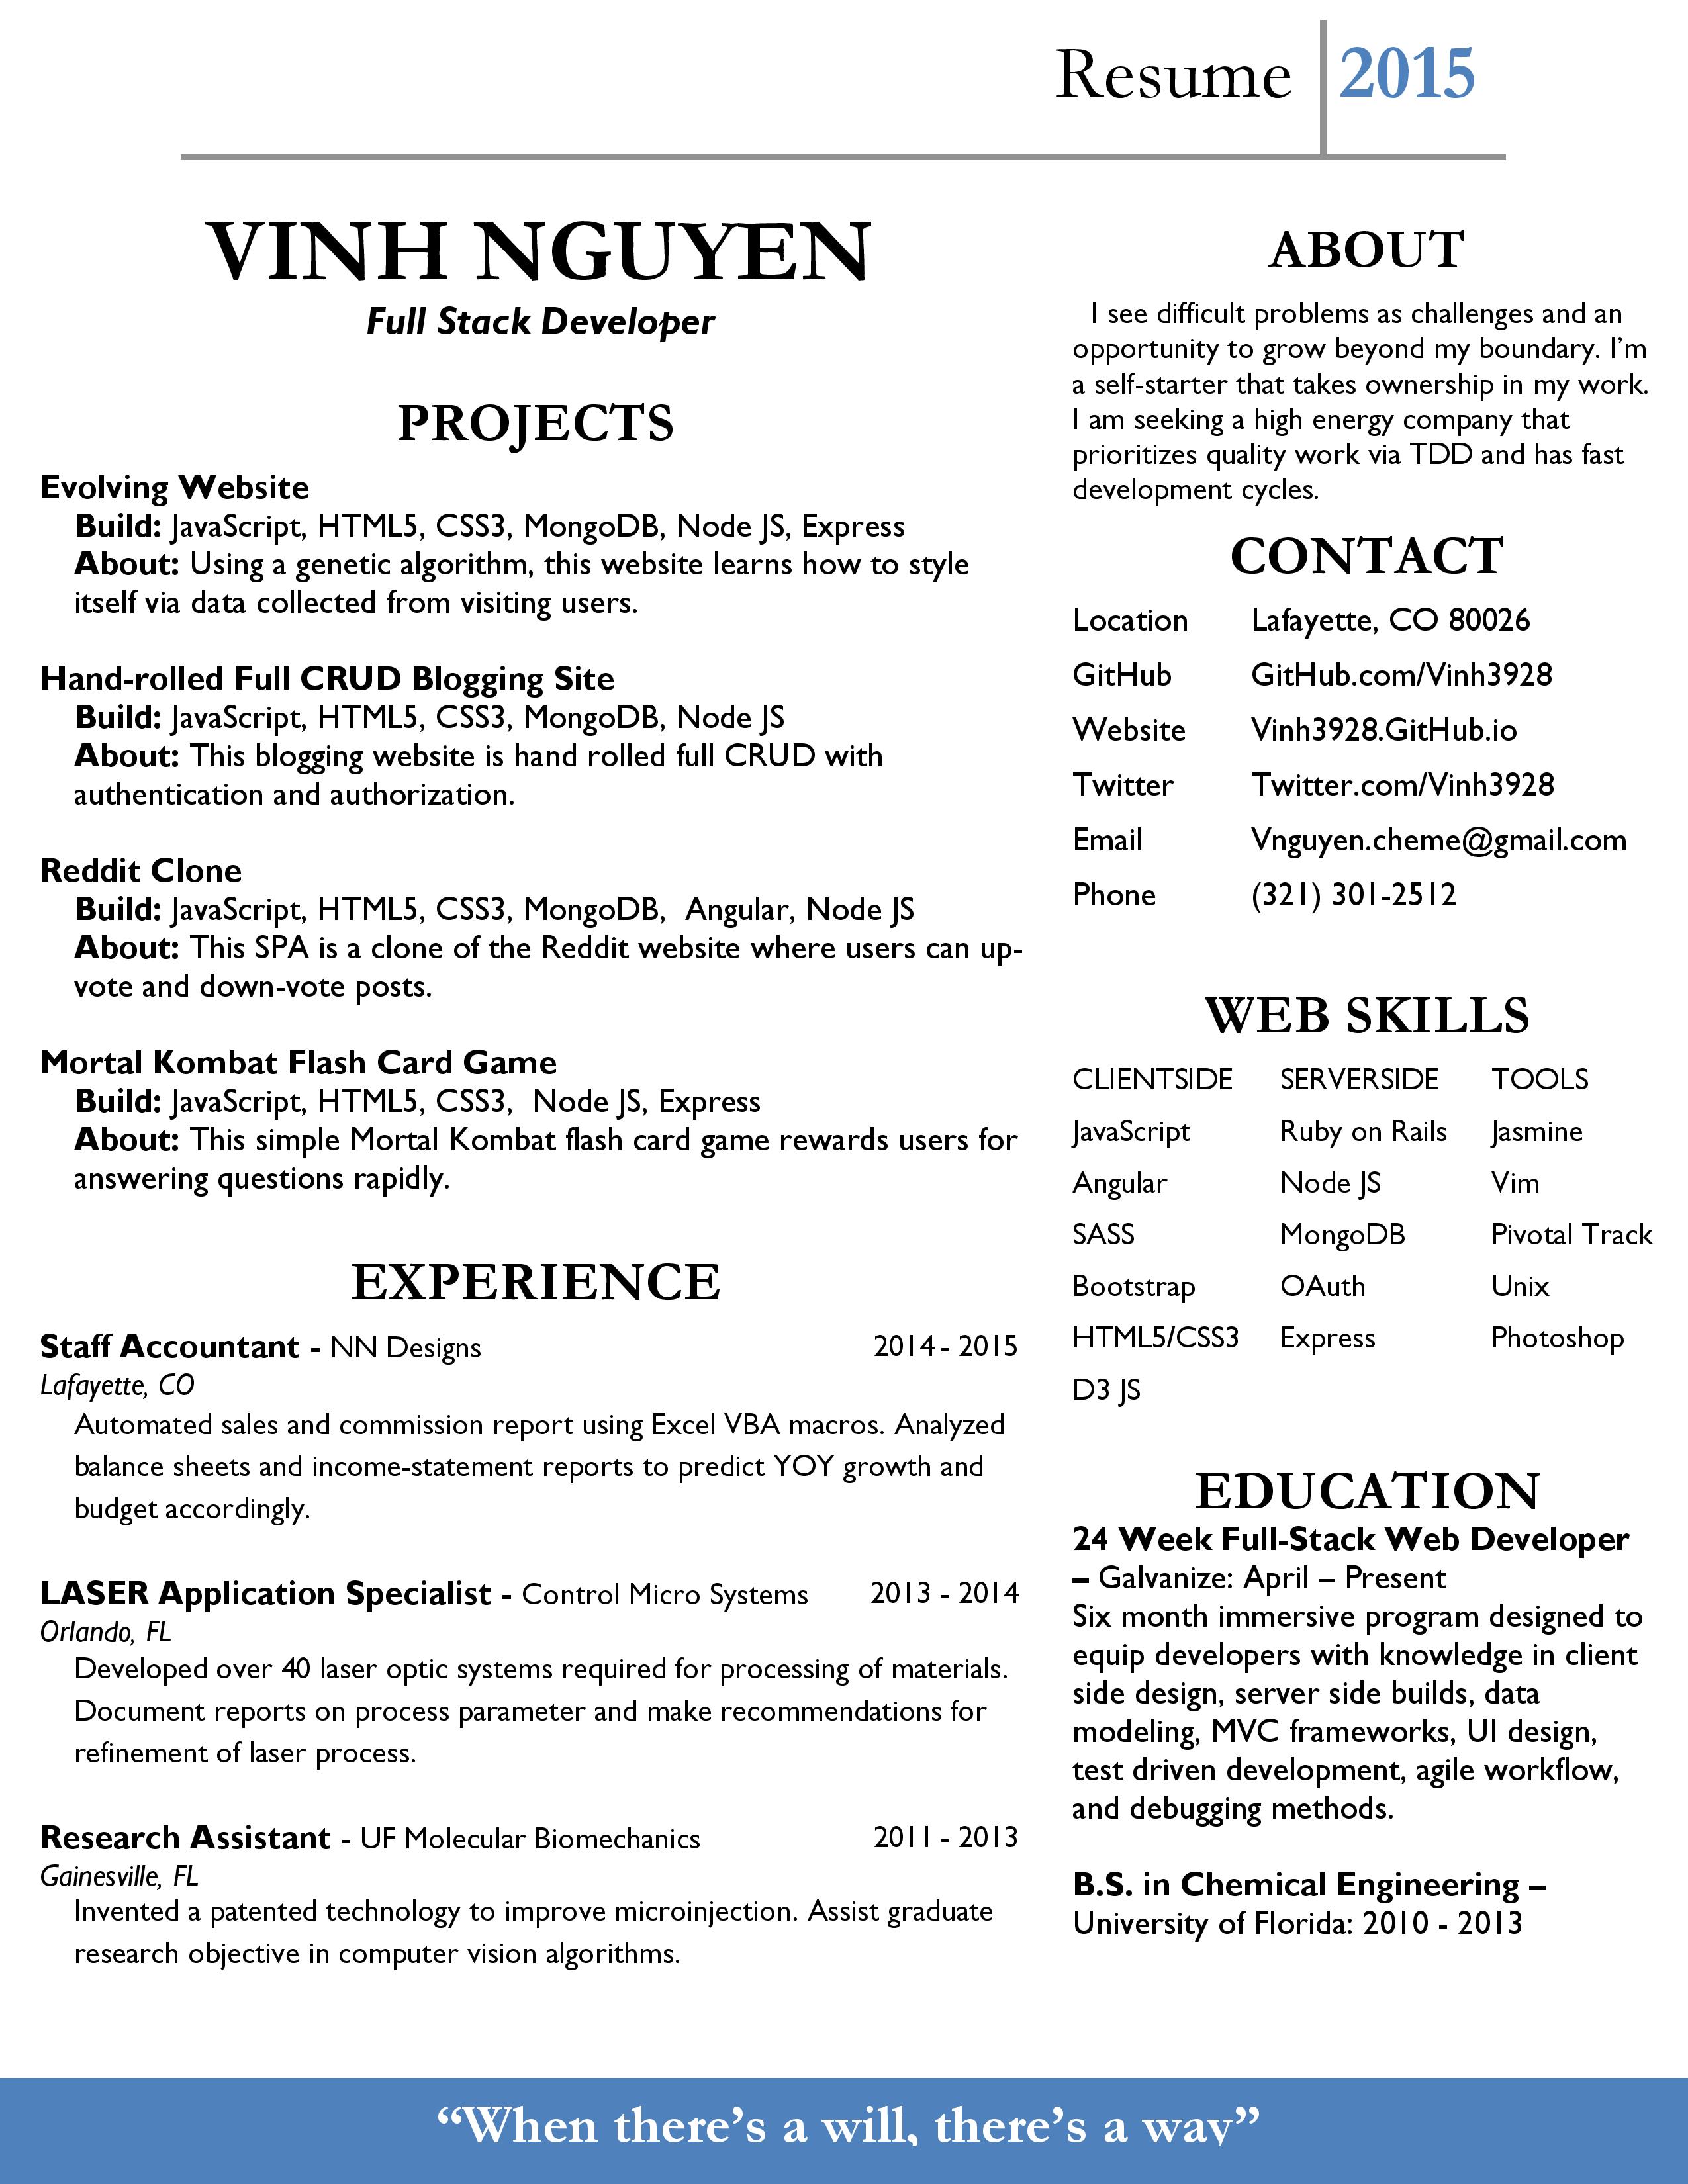 Resume 2015
VINH NGUYEN
Full Stack Developer
PROJECTS
Evolving Website
Build: JavaScript, HTML5, CSS3, MongoDB, Node JS, Express
About: Using a genetic algorithm, this website learns how to style
itself via data collected from visiting users.
Hand-rolled Full CRUD Blogging Site
Build: JavaScript, HTML5, CSS3, MongoDB, Node JS
About: This blogging website is hand rolled full CRUD with
authentication and authorization.
Reddit Clone
Build: JavaScript, HTML5, CSS3, MongoDB,  Angular, Node JS
About: This SPA is a clone of the Reddit website where users can up-
vote and down-vote posts.
Mortal Kombat Flash Card Game
Build: JavaScript, HTML5, CSS3,  Node JS, Express
About: This simple Mortal Kombat flash card game rewards users for
answering questions rapidly.
EXPERIENCE
Staff Accountant - NN Designs 2014 - 2015
Lafayette, CO
Automated sales and commission report using Excel VBA macros. Analyzed
balance sheets and income-statement reports to predict YOY growth and
budget accordingly.
LASER Application Specialist - Control Micro Systems 2013 - 2014
Orlando, FL
Developed over 40 laser optic systems required for processing of materials.
Document reports on process parameter and make recommendations for
refinement of laser process.
Research Assistant - UF Molecular Biomechanics 2011 - 2013
Gainesville, FL
Invented a patented technology to improve microinjection. Assist graduate
research objective in computer vision algorithms.
ABOUT
I see difficult problems as challenges and an
opportunity to grow beyond my boundary. I'm
a self-starter that takes ownership in my work.
I am seeking a high energy company that
prioritizes quality work via TDD and has fast
development cycles.
CONTACT
Location Lafayette, CO 80026
GitHub GitHub.com/Vinh3928
Website Vinh3928.GitHub.io
Twitter Twitter.com/Vinh3928
Email Vnguyen.cheme@gmail.com
Phone (321) 301-2512
WEB SKILLS
CLIENTSIDE SERVERSIDE TOOLS
JavaScript Ruby on Rails Jasmine
Angular Node JS Vim
SASS MongoDB Pivotal Track
Bootstrap OAuth Unix
HTML5/CSS3 Express Photoshop
D3 JS
EDUCATION
24 Week Full-Stack Web Developer
– Galvanize: April – Present
Six month immersive program designed to
equip developers with knowledge in client
side design, server side builds, data
modeling, MVC frameworks, UI design,
test driven development, agile workflow,
and debugging methods.
B.S. in Chemical Engineering –
University of Florida: 2010 - 2013
“When there’s a will, there’s a way”